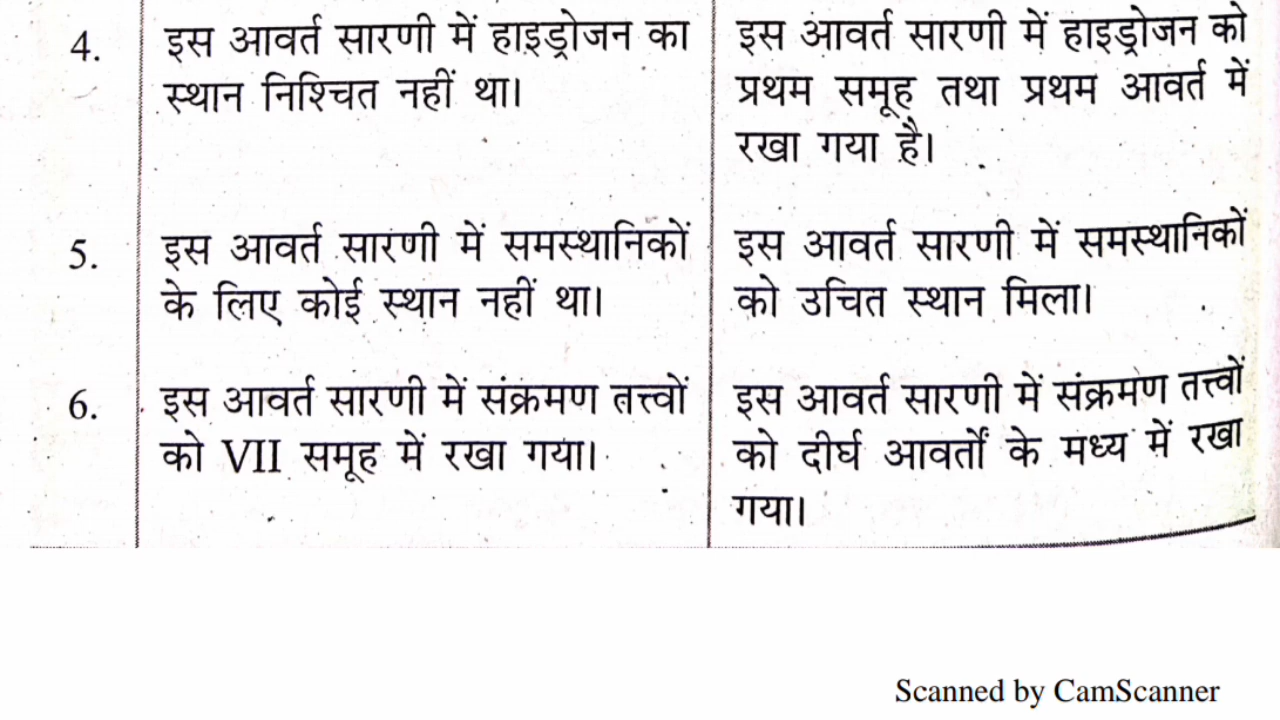 4.
इस आवर्त सारणी में हाइड्रोजन का
स्थान निश्चित नहीं था।
इस आवर्त सारणी में हाइड्रोजन को
प्रथम समूह तथा प्रथम आवर्त में
रखा गया है।
5.
इस आवर्त सारणी में समस्थानिकों
के लिए कोई स्थान नहीं था।
इस आवर्त सारणी में समस्थानिकों
को उचित स्थान मिला।
6.
इस आवर्त सारणी में संक्रमण तत्त्वों
को VII समूह में रखा गया।
इस आवर्त सारणी में संक्रमण तत्त्वों
को दीर्घ आवर्तों के मध्य में रखा
गया।
Scanned by CamScanner